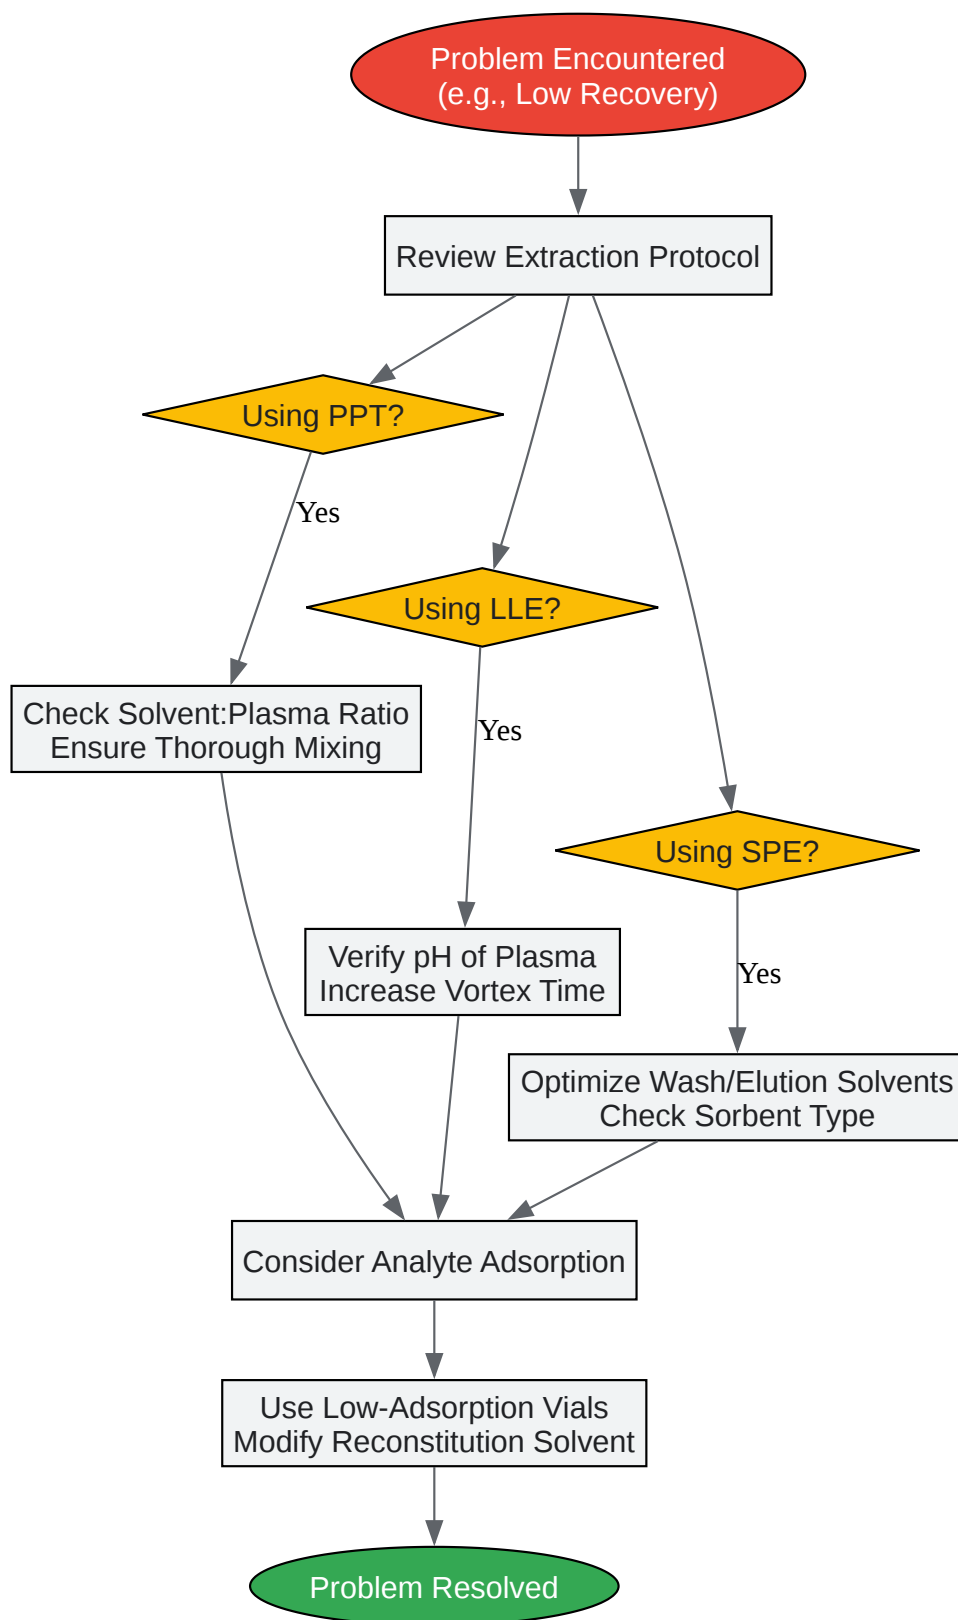 Problem Encountered
(e.g., Low Recovery)
Review Extraction Protocol
Using PPT?
Yes
Using LLE?
Check Solvent:Plasma Ratio
Ensure Thorough Mixing
Yes
Using SPE?
Verify pH of Plasma
Increase Vortex Time
Yes
Optimize Wash/Elution Solvents
Check Sorbent Type
Consider Analyte Adsorption
Use Low-Adsorption Vials
Modify Reconstitution Solvent
Problem Resolved